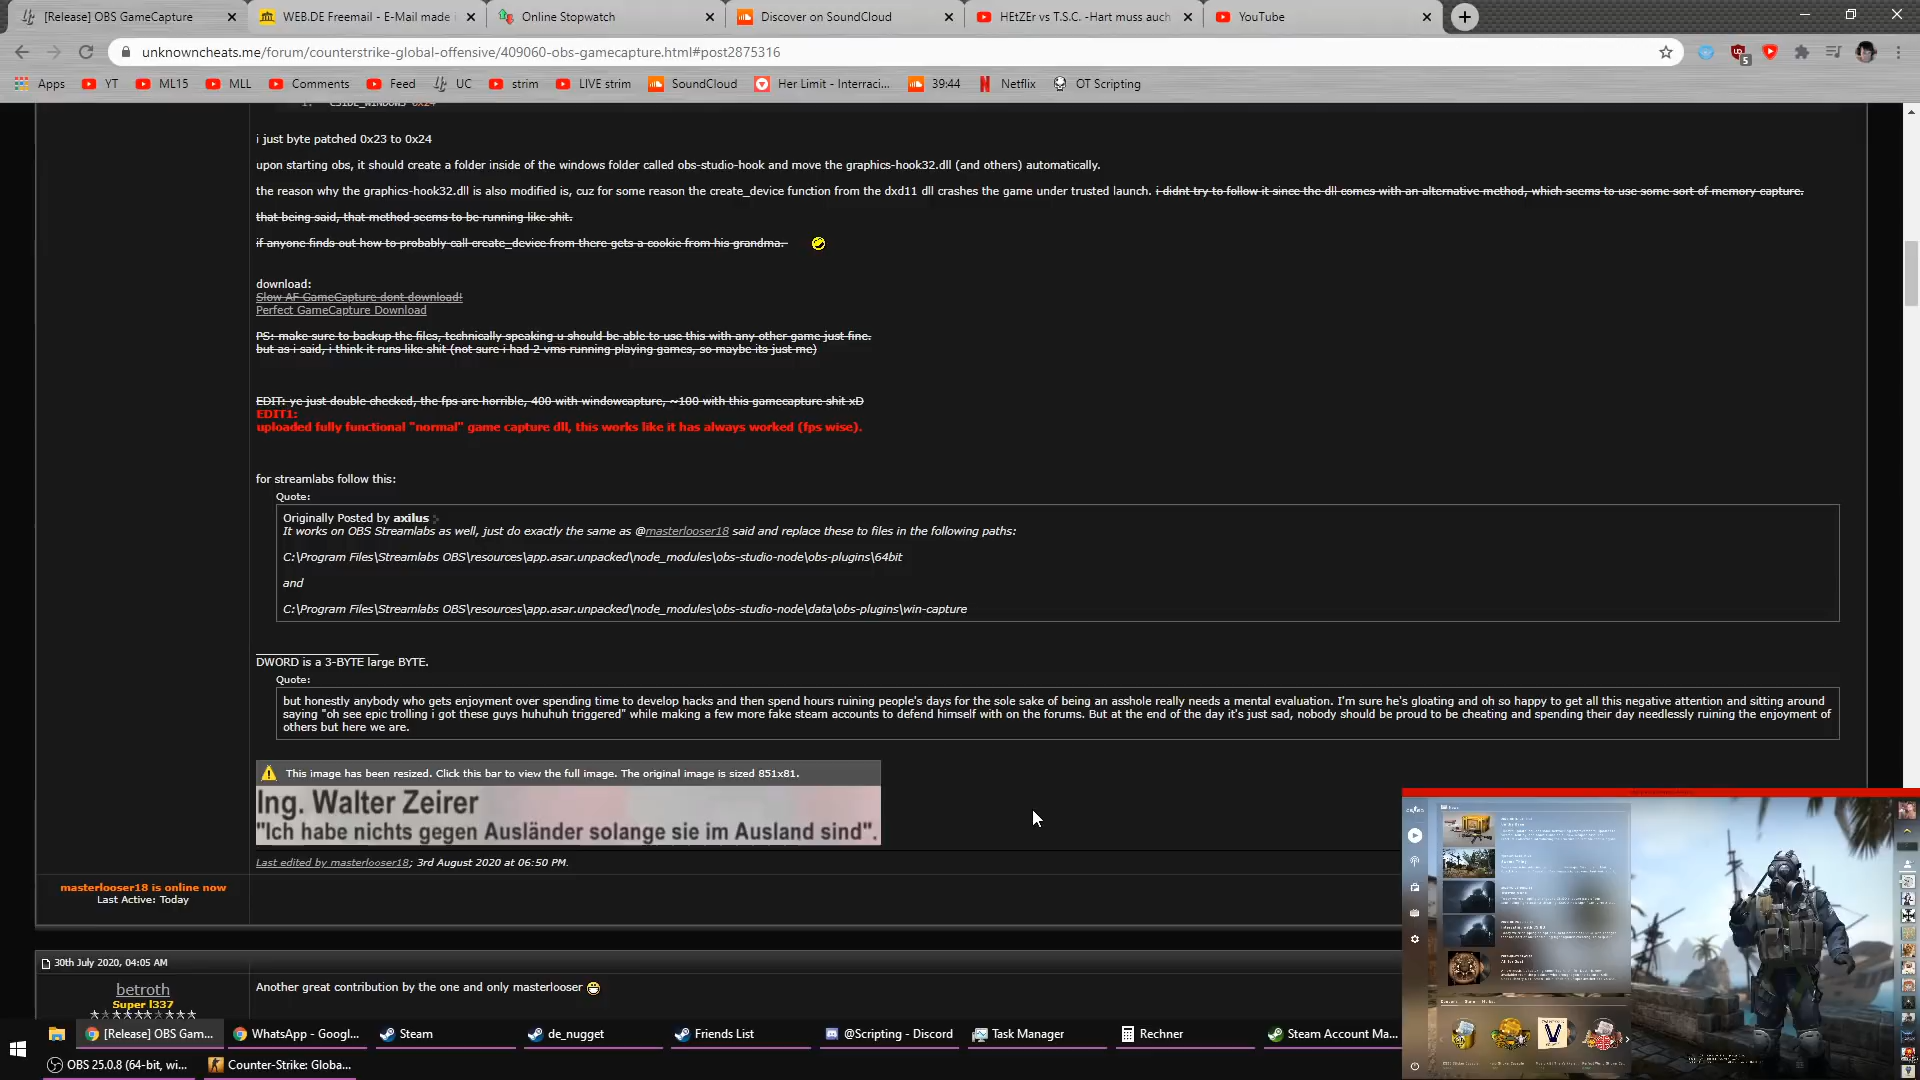 [Release] OBS GameCapture
WEB.DE Freemail - E-Mail made i
Online Stopwatch
Discover on SoundCloud
HEtZEr vs T.S.C. -Hart muss auch
YouTube
unknowncheats.me/forum/counterstrike-global-offensive/409060-obs-gamecapture.html#post2875316
5
Apps YT ML15 MLL Comments Feed UC strim LIVE strim SoundCloud Her Limit - Interraci... 39:44 Netflix OT Scripting
1. CSIDL_WINDOWS 0x24
i just byte patched 0x23 to 0x24
upon starting obs, it should create a folder inside of the windows folder called obs-studio-hook and move the graphics-hook32.dll (and others) automatically.
the reason why the graphics-hook32.dll is also modified is, cuz for some reason the create_device function from the dxd11 dll crashes the game under trusted launch. i didnt try to follow it since the dll comes with an alternative method, which seems to use some sort of memory capture.
that being said, that method seems to be running like shit.
if anyone finds out how to probably call create_device from there gets a cookie from his grandma.
download:
Slow AF GameCapture dont download!
Perfect GameCapture Download
PS: make sure to backup the files, technically speaking u should be able to use this with any other game just fine.
but as i said, i think it runs like shit (not sure i had 2 vms running playing games, so maybe its just me)
EDIT: ye just double checked, the fps are horrible, 400 with windowcapture, ~100 with this gamecapture shit xD
EDIT1:
uploaded fully functional "normal" game capture dll, this works like it has always worked (fps wise).
for streamlabs follow this:
Quote:
Originally Posted by axilus
It works on OBS Streamlabs as well, just do exactly the same as @masterlooser18 said and replace these to files in the following paths:
C:\Program Files\Streamlabs OBS\resources\app.asar.unpacked\node_modules\obs-studio-node\obs-plugins\64bit
and
C:\Program Files\Streamlabs OBS\resources\app.asar.unpacked\node_modules\obs-studio-node\data\obs-plugins\win-capture
DWORD is a 3-BYTE large BYTE.
Quote:
but honestly anybody who gets enjoyment over spending time to develop hacks and then spend hours ruining people's days for the sole sake of being an asshole really needs a mental evaluation. I'm sure he's gloating and oh so happy to get all this negative attention and sitting around
saying "oh see epic trolling i got these guys huhuhuh triggered" while making a few more fake steam accounts to defend himself with on the forums. But at the end of the day it's just sad, nobody should be proud to be cheating and spending their day needlessly ruining the enjoyment of
others but here we are.
This image has been resized. Click this bar to view the full image. The original image is sized 851x81.
Ing. Walter Zeirer
"Ich habe nichts gegen Ausländer solange sie im Ausland sind".
Last edited by masterlooser18; 3rd August 2020 at 06:50 PM.
masterlooser18 is online now
Last Active: Today
30th July 2020, 04:05 AM
betroth
Super l337
Another great contribution by the one and only masterlooser
[Release] OBS Gam...
WhatsApp - Googl...
Steam
de_nugget
Friends List
@Scripting - Discord
Task Manager
Rechner
Steam Account Ma...
OBS 25.0.8 (64-bit, wi...
Counter-Strike: Globa...